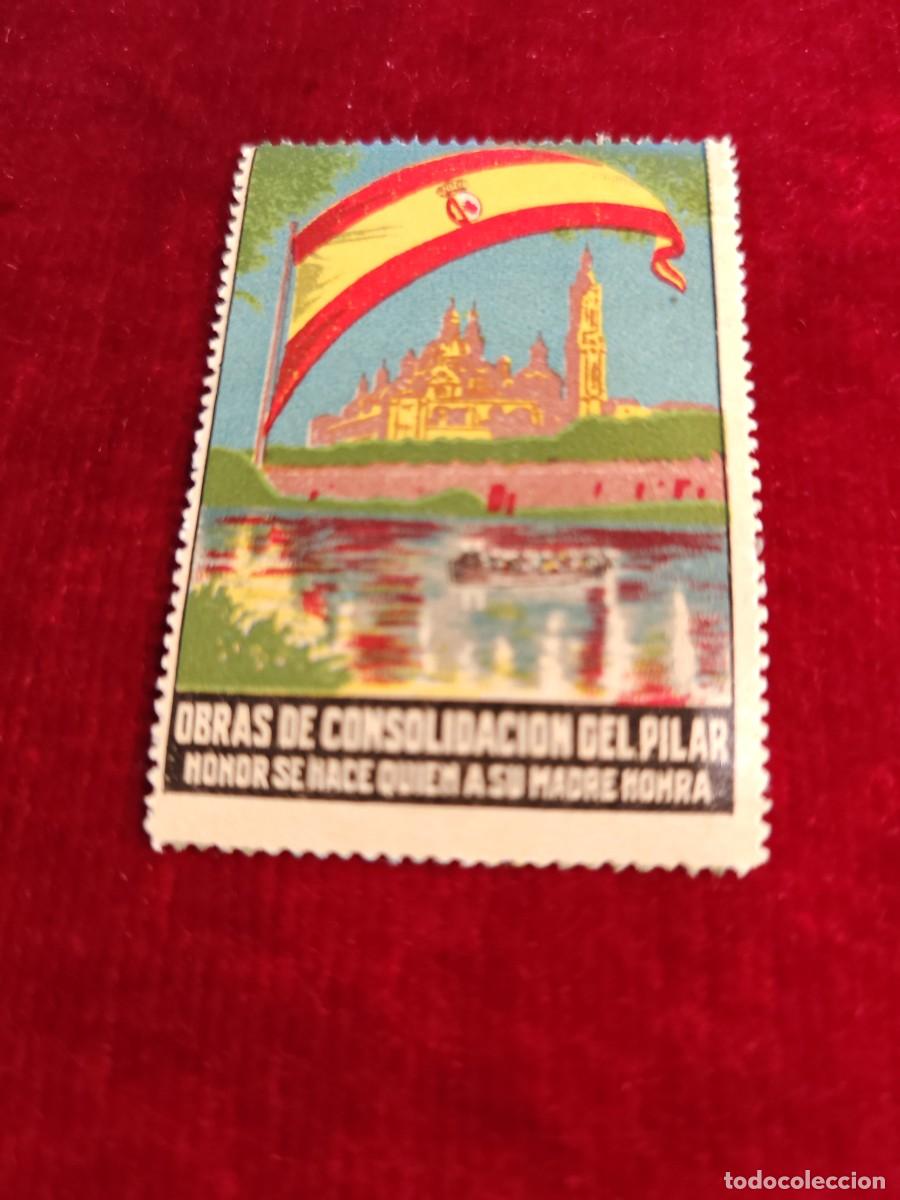 OBRAS DE CONSOLIDACION DEL PILAR
HONOR SE HACE QUIEN A SU MADRE HONRA
todocoleccion